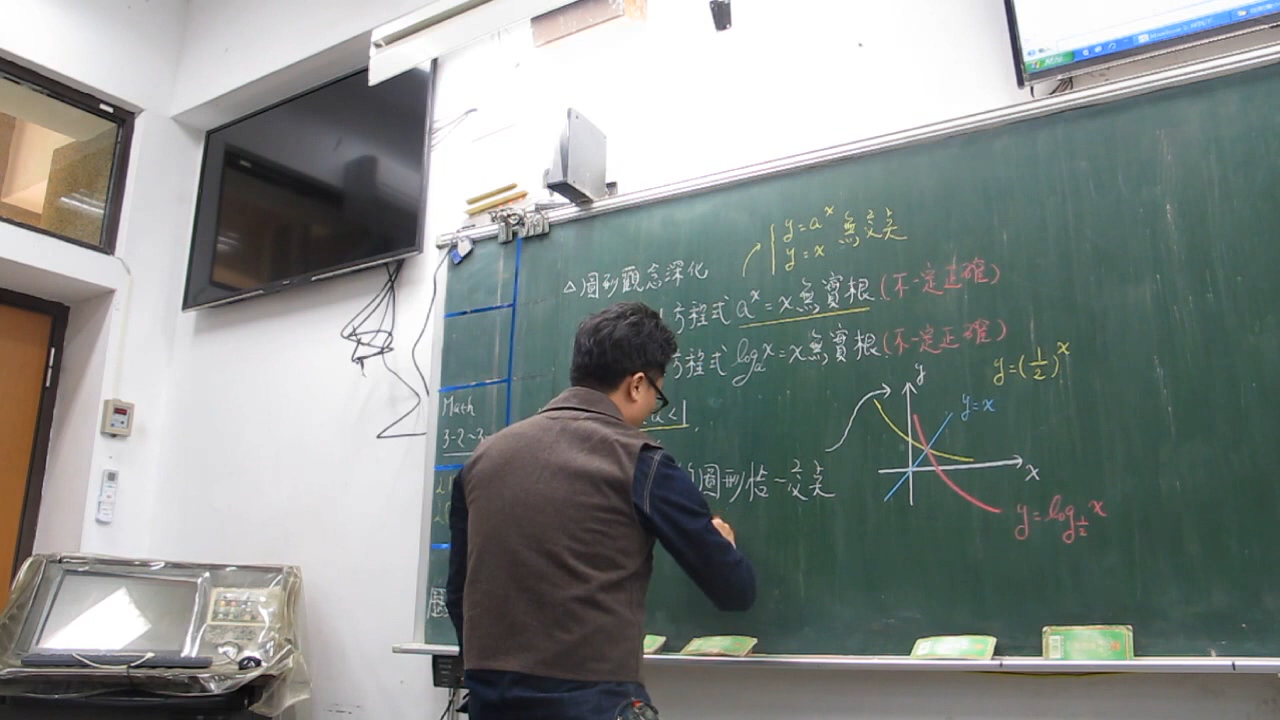 y=a^x
y=x 無交點
△圖形觀念深化
方程式 a^x=x 無實根(不一定正確)
方程式 log_a x=x 無實根(不一定正確)
a<1,
圖形恰一交點
y=(1/2)^x
y
y=x
x
y=log_{1/2} x
Math
3-2~3-